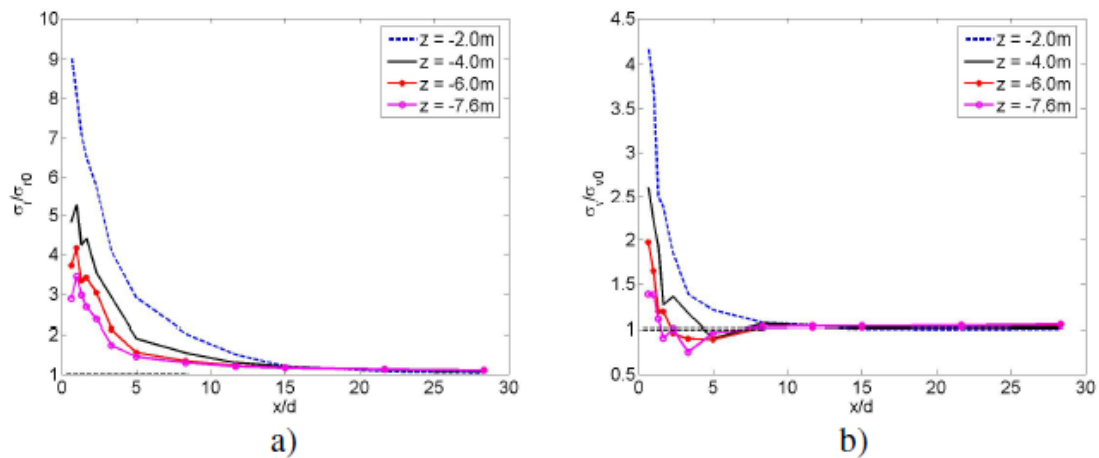 10
9
8
7
6
5
4
3
2
1
σr/σr0
0 5 10 15 20 25 30
x/d
z = -2.0m
z = -4.0m
z = -6.0m
z = -7.6m
a)
4.5
4
3.5
3
2.5
2
1.5
1
0.5
σv/σv0
0 5 10 15 20 25 30
x/d
z = -2.0m
z = -4.0m
z = -6.0m
z = -7.6m
b)